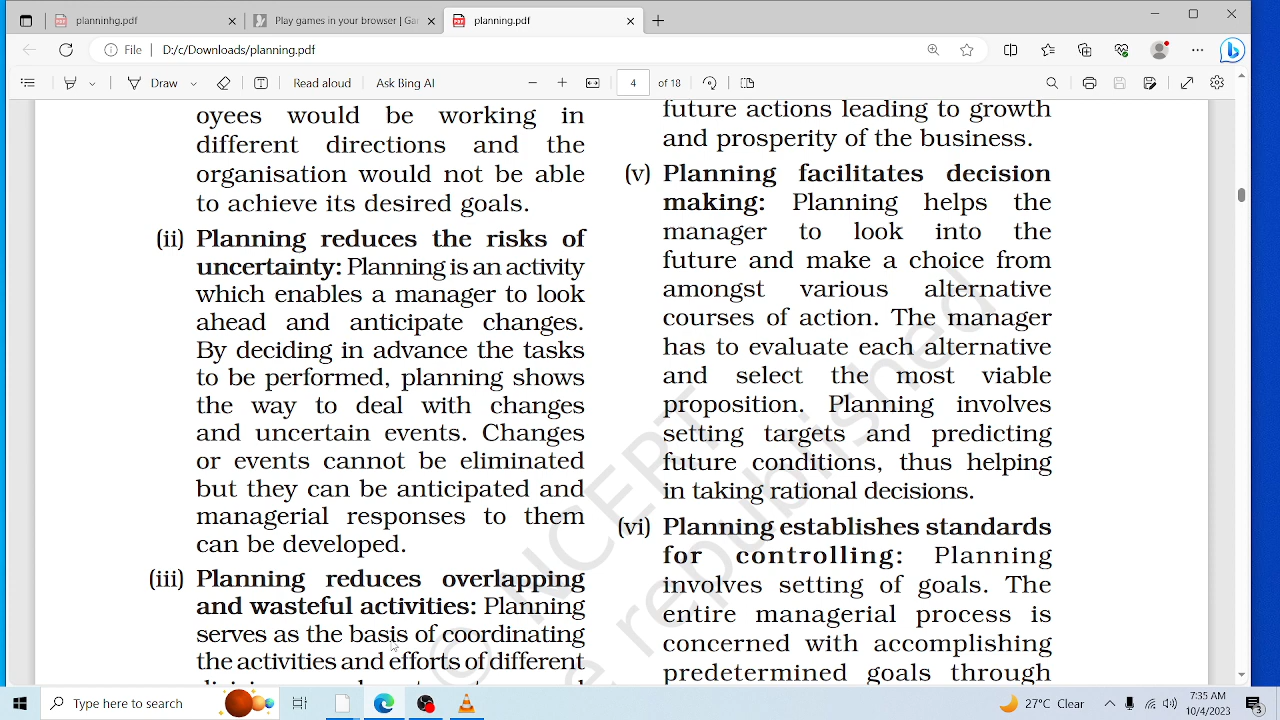 planninhg.pdf
Play games in your browser | Ga
planning.pdf
File
D:/c/Downloads/planning.pdf
Draw
Read aloud
Ask Bing AI
4
of 18
oyees would be working in
different directions and the
organisation would not be able
to achieve its desired goals.
(ii) Planning reduces the risks of
uncertainty: Planning is an activity
which enables a manager to look
ahead and anticipate changes.
By deciding in advance the tasks
to be performed, planning shows
the way to deal with changes
and uncertain events. Changes
or events cannot be eliminated
but they can be anticipated and
managerial responses to them
can be developed.
(iii) Planning reduces overlapping
and wasteful activities: Planning
serves as the basis of coordinating
the activities and efforts of different
future actions leading to growth
and prosperity of the business.
(v) Planning facilitates decision
making: Planning helps the
manager to look into the
future and make a choice from
amongst various alternative
courses of action. The manager
has to evaluate each alternative
and select the most viable
proposition. Planning involves
setting targets and predicting
future conditions, thus helping
in taking rational decisions.
(vi) Planning establishes standards
for controlling: Planning
involves setting of goals. The
entire managerial process is
concerned with accomplishing
predetermined goals through
© NCERT
e republished
Type here to search
27°C Clear
7:35 AM
10/4/2023
3